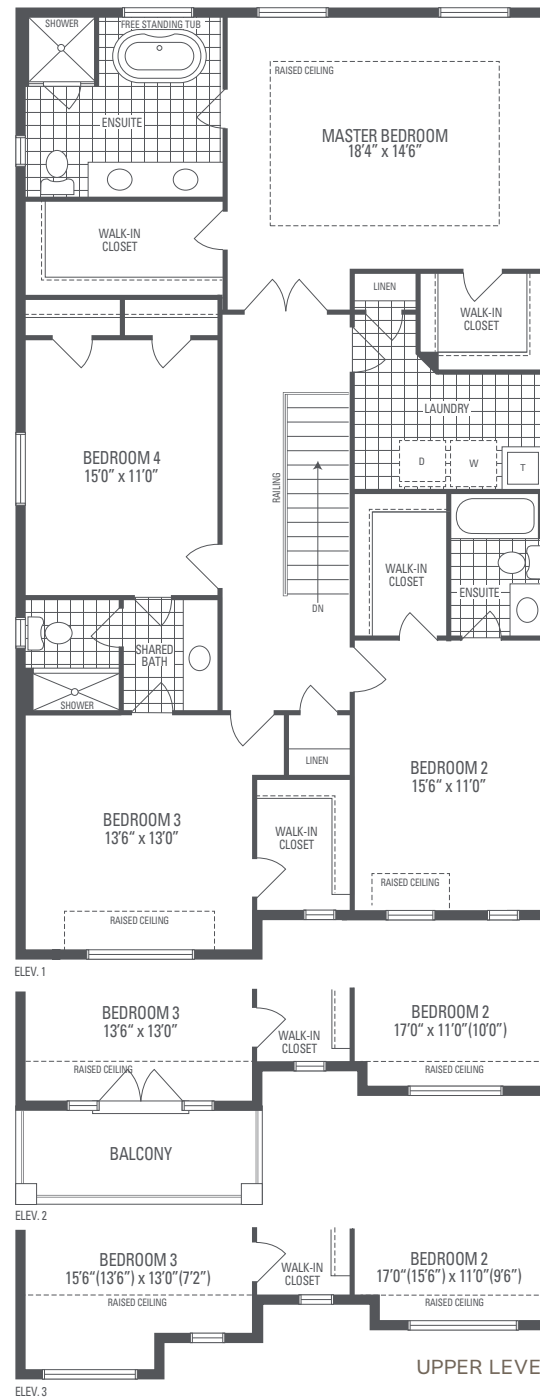 SHOWER
FREE STANDING TUB
RAISED CEILING
ENSUITE
MASTER BEDROOM
18'4" x 14'6"
WALK-IN
CLOSET
LINEN
WALK-IN
CLOSET
LAUNDRY
BEDROOM 4
15'0" x 11'0"
D
W
T
RAILING
WALK-IN
CLOSET
ENSUITE
DN
SHARED
BATH
SHOWER
LINEN
BEDROOM 2
15'6" x 11'0"
BEDROOM 3
13'6" x 13'0"
WALK-IN
CLOSET
RAISED CEILING
RAISED CEILING
ELEV. 1
BEDROOM 3
13'6" x 13'0"
WALK-IN
CLOSET
BEDROOM 2
17'0" x 11'0"(10'0")
RAISED CEILING
RAISED CEILING
BALCONY
ELEV. 2
BEDROOM 3
15'6"(13'6") x 13'0"(7'2")
WALK-IN
CLOSET
BEDROOM 2
17'0"(15'6") x 11'0"(9'6")
RAISED CEILING
RAISED CEILING
UPPER LEVE
ELEV. 3